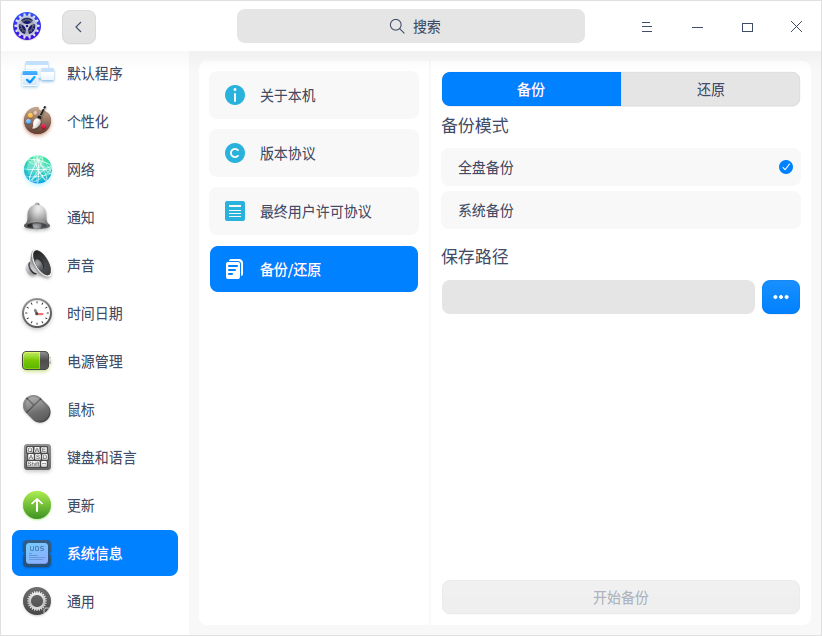 搜索
默认程序
个性化
网络
通知
声音
时间日期
电源管理
鼠标
键盘和语言
更新
UOS
系统信息
通用
关于本机
版本协议
最终用户许可协议
备份/还原
备份
还原
备份模式
全盘备份
系统备份
保存路径
开始备份